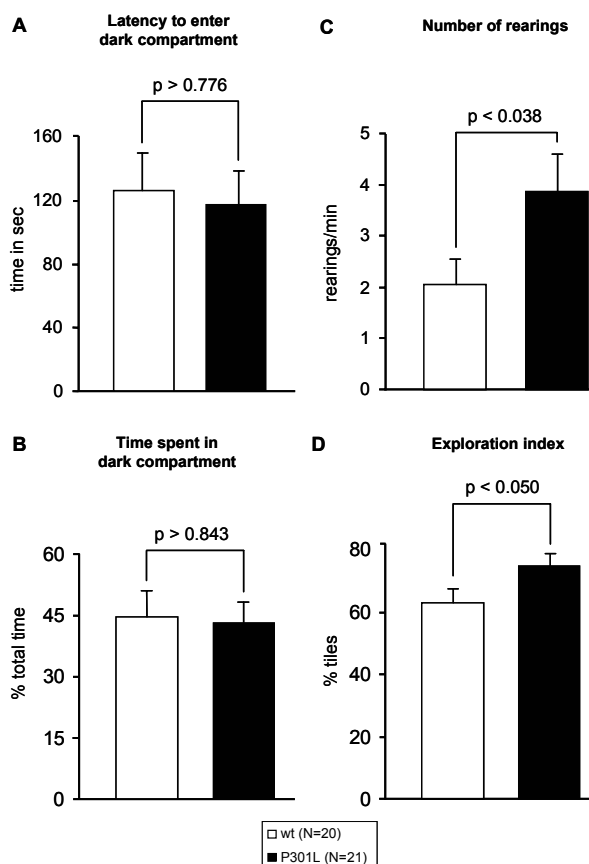 A
Latency to enter
dark compartment
p > 0.776
160
120
80
40
0
time in sec
C
Number of rearings
p < 0.038
5
4
3
2
1
0
rearings/min
B
Time spent in
dark compartment
p > 0.843
60
45
30
15
0
% total time
D
Exploration index
p < 0.050
80
60
40
20
0
% tiles
wt (N=20)
P301L (N=21)